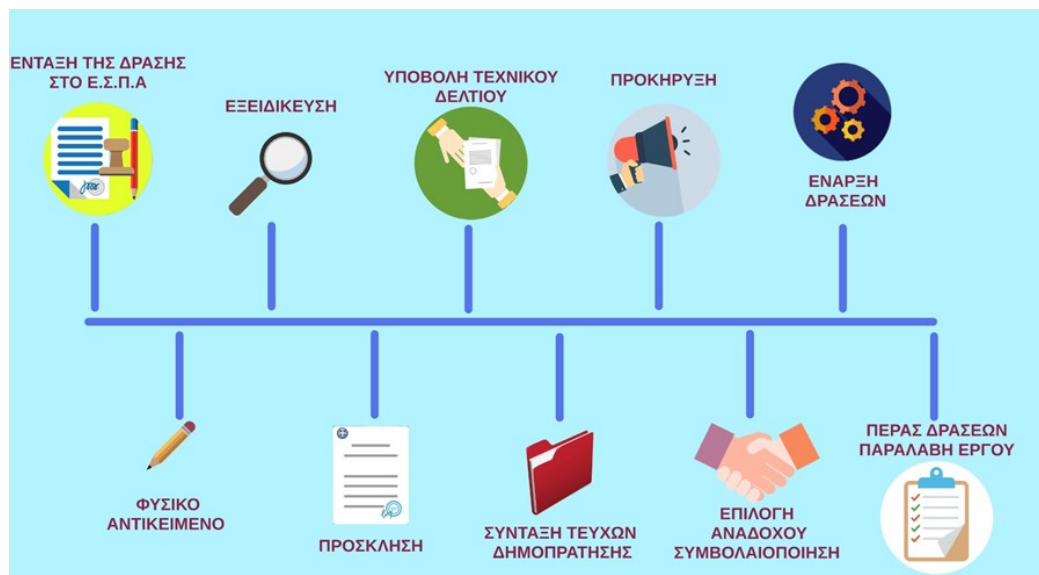 ΕΝΤΑΞΗ ΤΗΣ ΔΡΑΣΗΣ
ΣΤΟ Ε.Σ.Π.Α
ΦΥΣΙΚΟ
ΑΝΤΙΚΕΙΜΕΝΟ
ΕΞΕΙΔΙΚΕΥΣΗ
ΠΡΟΣΚΛΗΣΗ
ΥΠΟΒΟΛΗ ΤΕΧΝΙΚΟΥ
ΔΕΛΤΙΟΥ
ΣΥΝΤΑΞΗ ΤΕΥΧΩΝ
ΔΗΜΟΠΡΑΤΗΣΗΣ
ΠΡΟΚΗΡΥΞΗ
ΕΠΙΛΟΓΗ
ΑΝΑΔΟΧΟΥ
ΣΥΜΒΟΛΑΙΟΠΟΙΗΣΗ
ΕΝΑΡΞΗ
ΔΡΑΣΕΩΝ
ΠΕΡΑΣ ΔΡΑΣΕΩΝ
ΠΑΡΑΛΑΒΗ ΕΡΓΟΥ